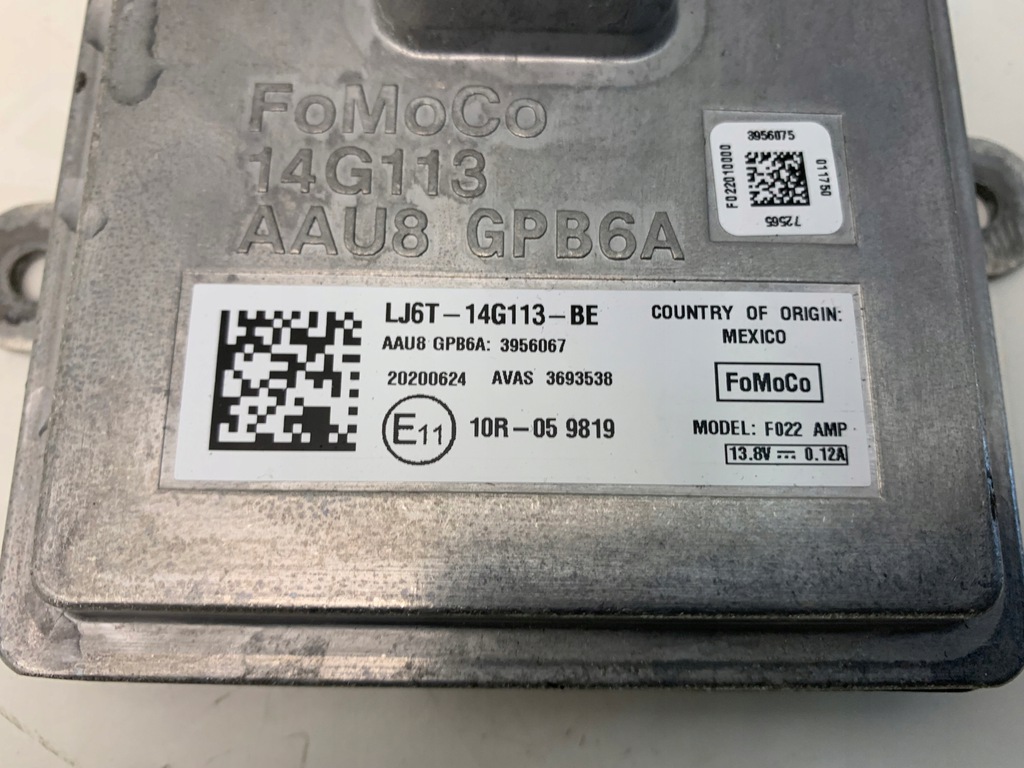 FoMoCo
14G113
AAU8 GPB6A
3956075
F022010000
011750
72565
LJ6T-14G113-BE
AAU8 GPB6A: 3956067
20200624 AVAS 3693538
E11 10R-05 9819
COUNTRY OF ORIGIN:
MEXICO
FoMoCo
MODEL: F022 AMP
13.8V ⎓ 0.12A